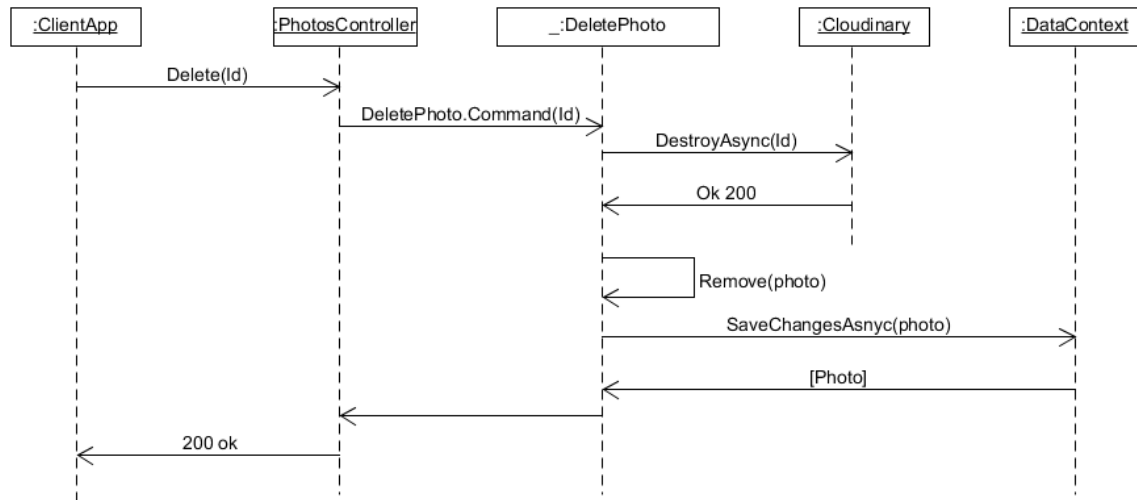 :ClientApp
:PhotosController
_:DeletePhoto
:Cloudinary
:DataContext
Delete(Id)
DeletePhoto.Command(Id)
DestroyAsync(Id)
Ok 200
Remove(photo)
SaveChangesAsnyc(photo)
[Photo]
200 ok